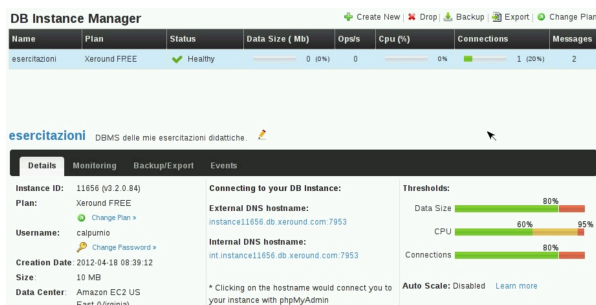 DB Instance Manager
Create New | Drop | Backup | Export | Change Plan
Name Plan Status Data Size ( Mb) Ops/s Cpu (%) Connections Messages
esercitazioni Xeround FREE Healthy 0 (0%) 0 0% 1 (20%) 2
esercitazioni DBMS delle mie esercitazioni didattiche.
Details Monitoring Backup/Export Events
Instance ID: 11656 (v3.2.0.84)
Plan: Xeround FREE
Change Plan »
Username: calpurnio
Change Password »
Creation Date: 2012-04-18 08:39:12
Size: 10 MB
Data Center: Amazon EC2 US
East 0(Virginia)
Connecting to your DB Instance:
External DNS hostname:
instance11656.db.xeround.com:7953
Internal DNS hostname:
int.instance11656.db.xeround.com:7953
* Clicking on the hostname would connect you to
your instance with phpMyAdmin
Thresholds:
80%
Data Size
60% 95%
CPU
80%
Connections
Auto Scale: Disabled Learn more